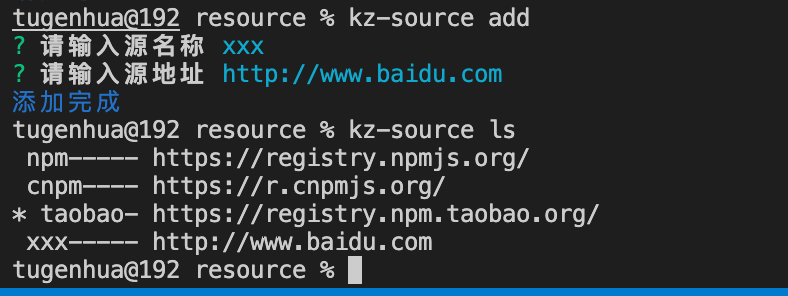 tugenhua@192 resource % kz-source add
? 请输入源名称 xxx
? 请输入源地址 http://www.baidu.com
添加完成
tugenhua@192 resource % kz-source ls
 npm----- https://registry.npmjs.org/
 cnpm---- https://r.cnpmjs.org/
* taobao- https://registry.npm.taobao.org/
 xxx----- http://www.baidu.com
tugenhua@192 resource %